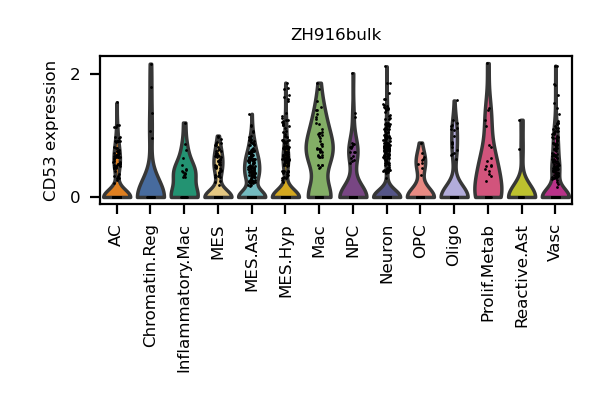 ZH916bulk
CD53 expression
2
0
AC
Chromatin.Reg
Inflammatory.Mac
MES
MES.Ast
MES.Hyp
Mac
NPC
Neuron
OPC
Oligo
Prolif.Metab
Reactive.Ast
Vasc